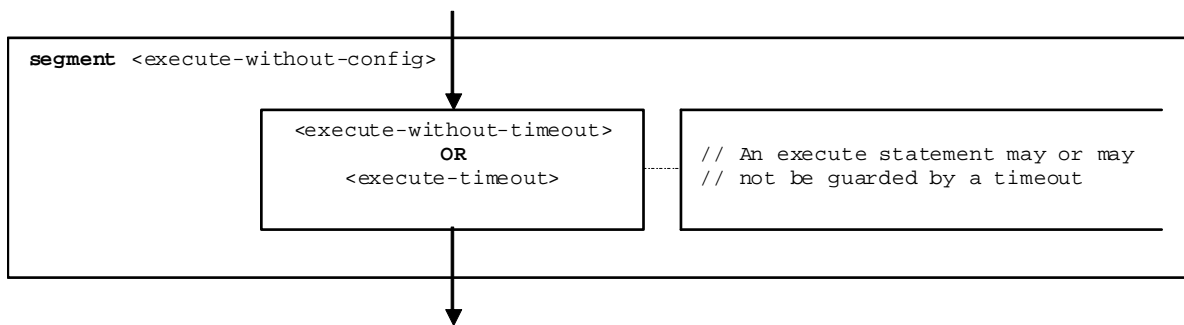 segment <execute-without-config>
<execute-without-timeout>
OR
<execute-timeout>
// An execute statement may or may
// not be guarded by a timeout